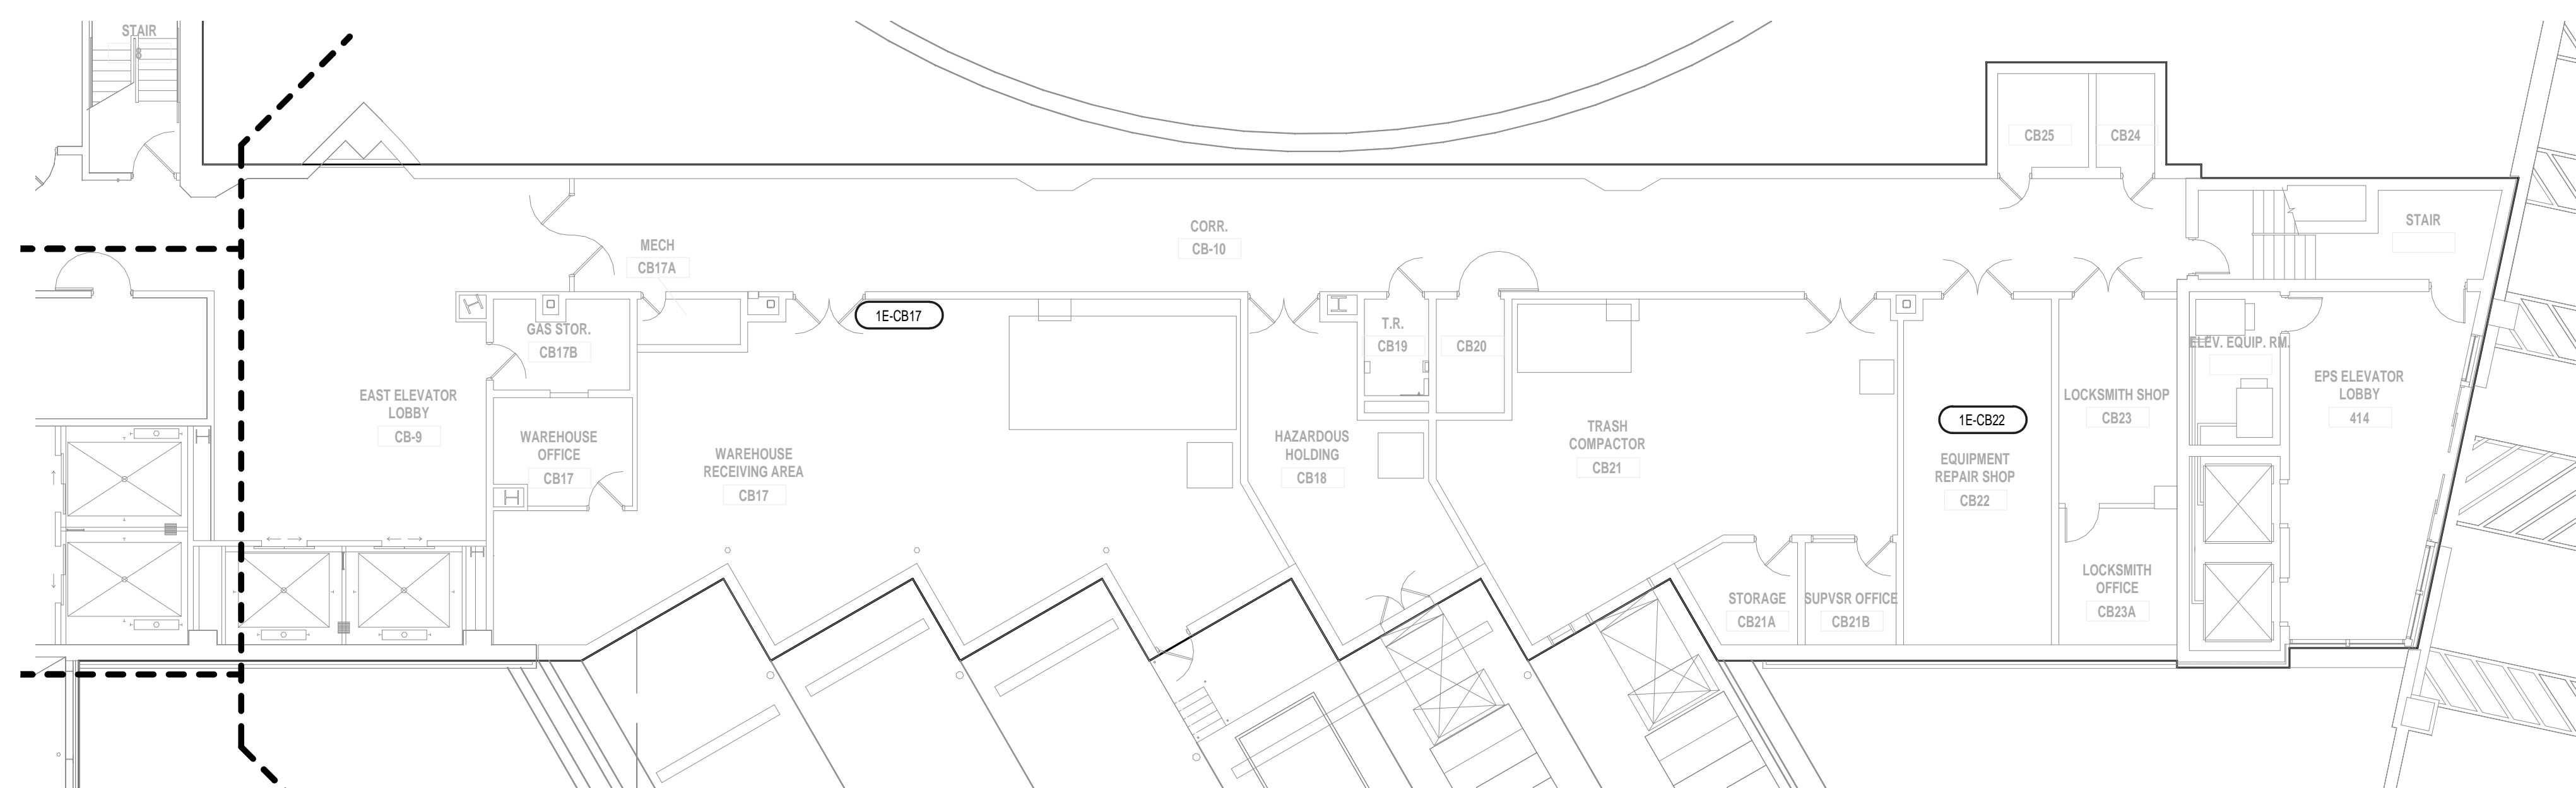 STAIR
CB25
CB24
STAIR
CORR.
CB-10
MECH
CB17A
1E-CB17
GAS STOR.
CB17B
T.R.
CB19
CB20
ELEV. EQUIP. RM.
EAST ELEVATOR
LOBBY
CB-9
WAREHOUSE
OFFICE
CB17
WAREHOUSE
RECEIVING AREA
CB17
HAZARDOUS
HOLDING
CB18
TRASH
COMPACTOR
CB21
1E-CB22
EQUIPMENT
REPAIR SHOP
CB22
LOCKSMITH SHOP
CB23
EPS ELEVATOR
LOBBY
414
LOCKSMITH
OFFICE
CB23A
STORAGE
CB21A
SUPVSR OFFICE
CB21B